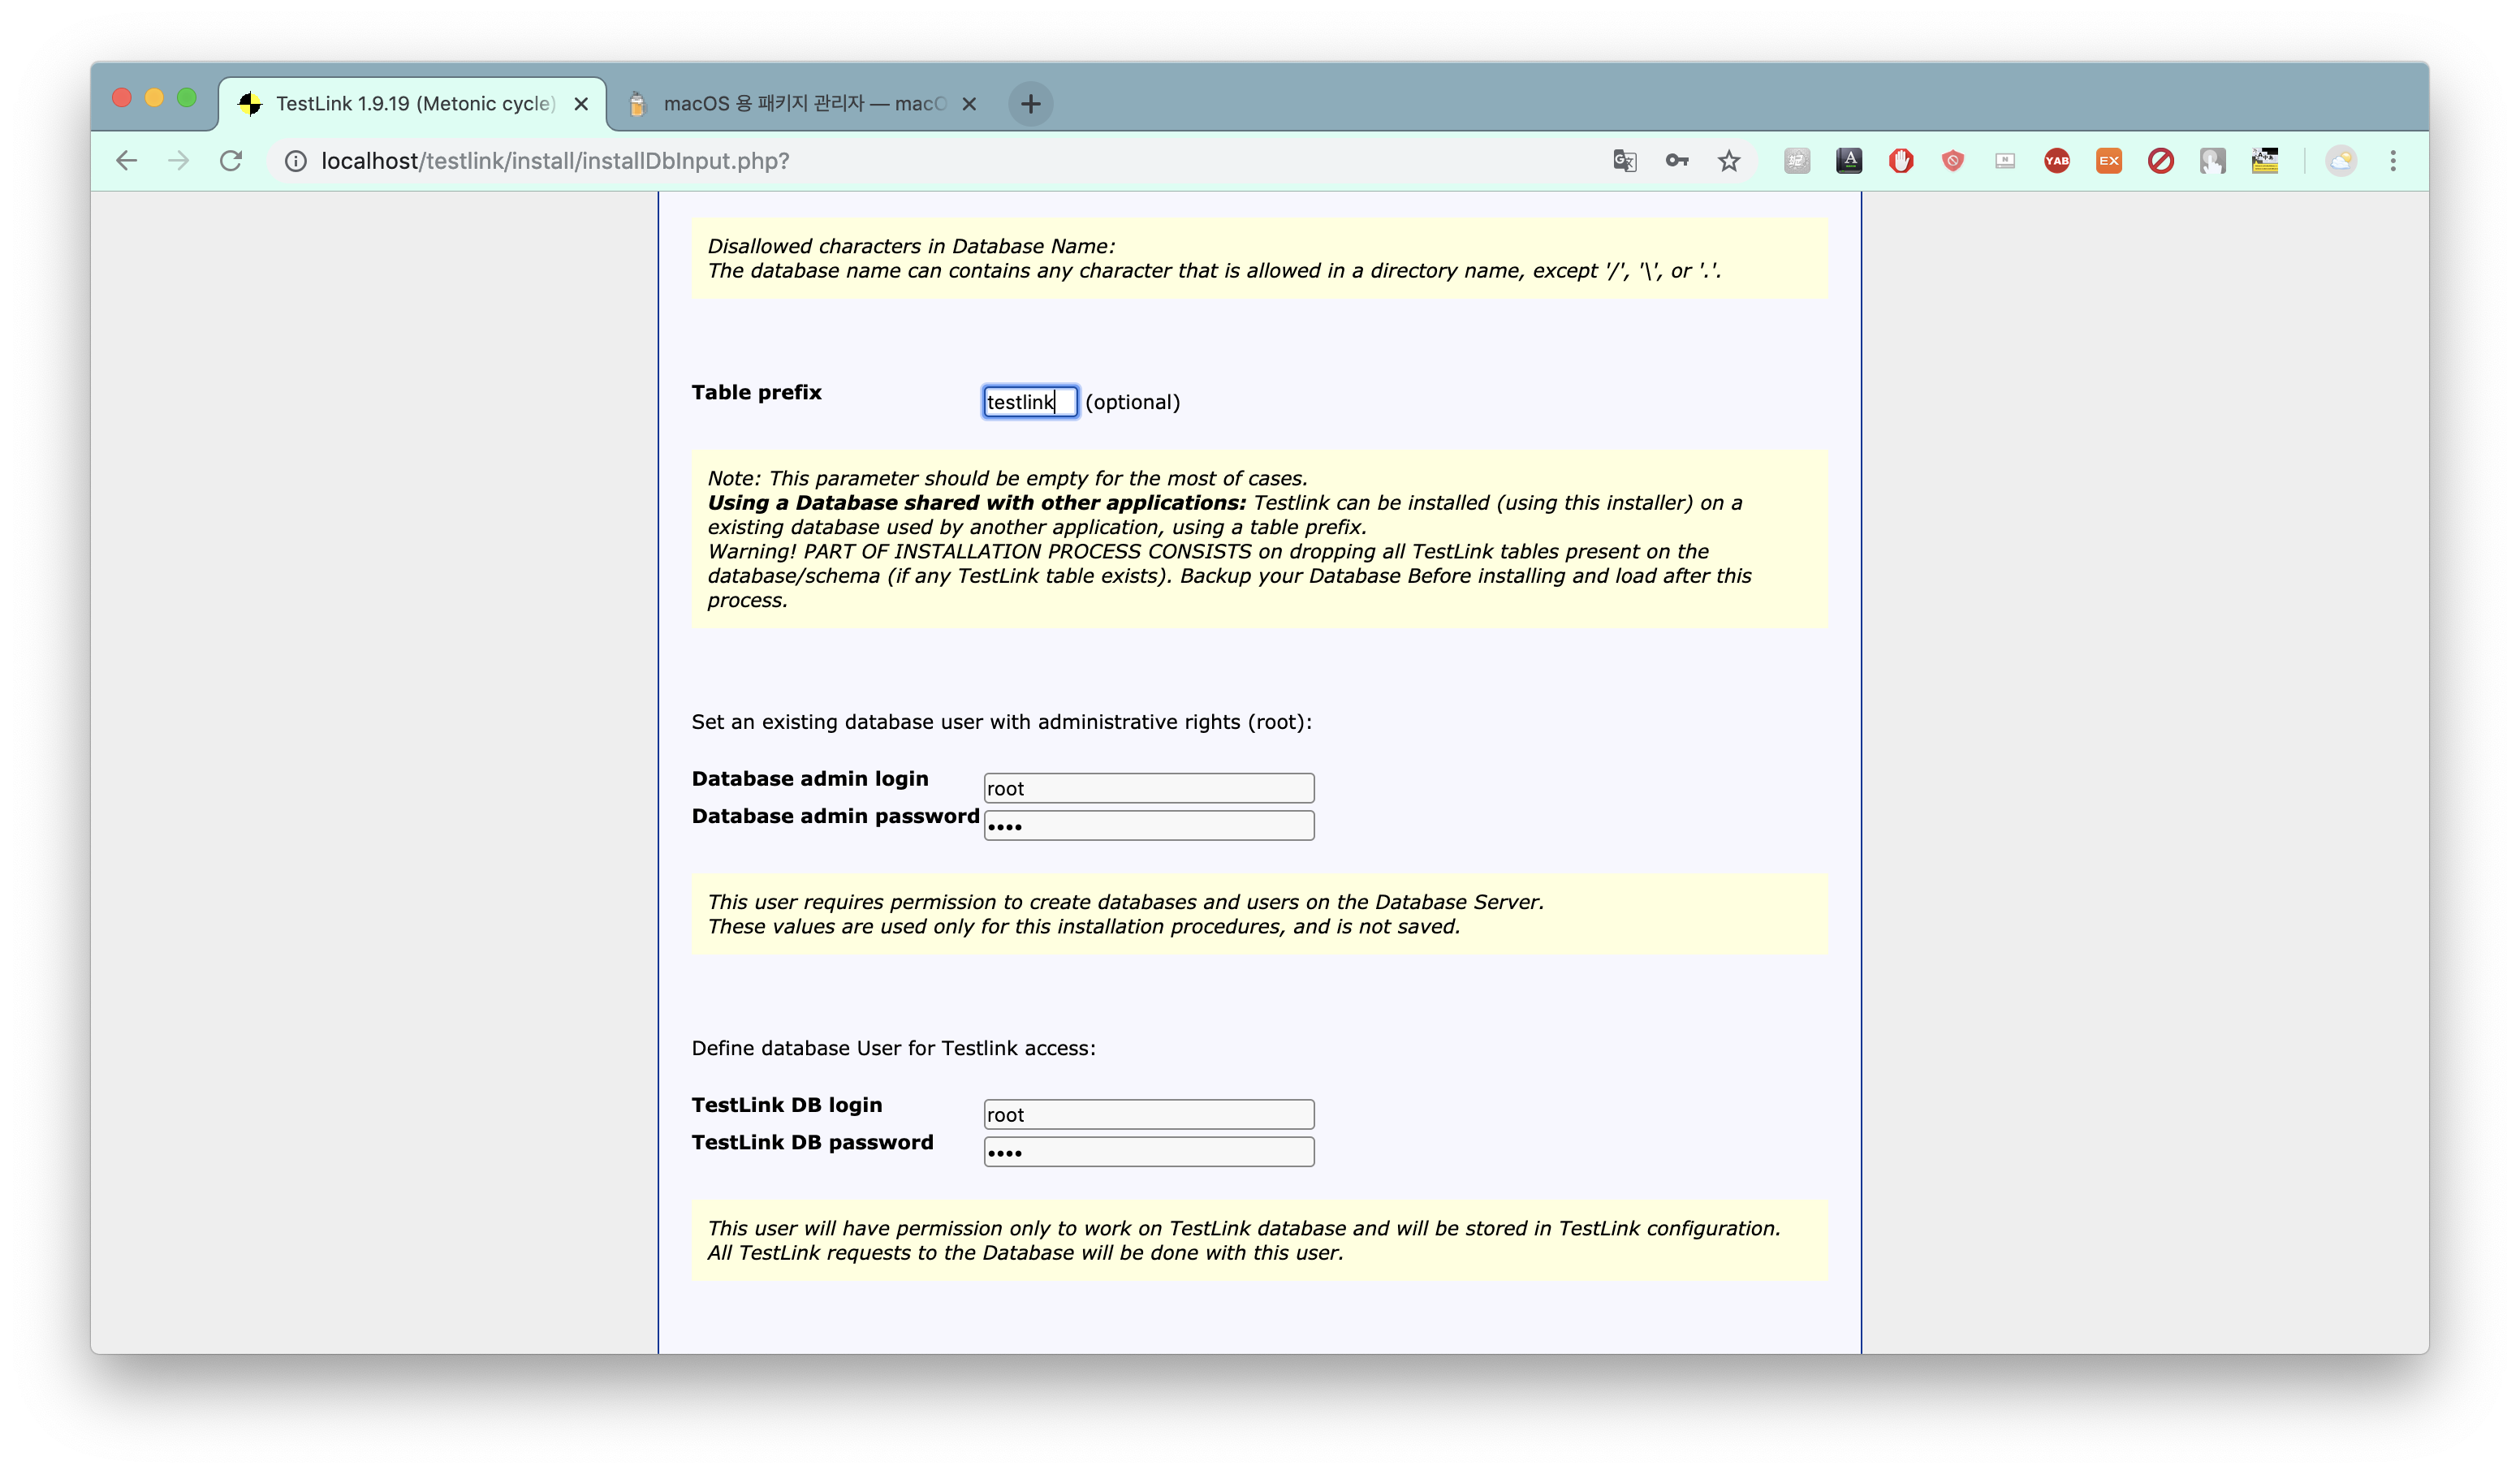 TestLink 1.9.19 (Metonic cycle)
macOS 용 패키지 관리자 — macO
localhost/testlink/install/installDbInput.php?
A
YAB
EX
Disallowed characters in Database Name:
The database name can contains any character that is allowed in a directory name, except '/', '\', or '.'.
Table prefix
testlink (optional)
Note: This parameter should be empty for the most of cases.
Using a Database shared with other applications: Testlink can be installed (using this installer) on a
existing database used by another application, using a table prefix.
Warning! PART OF INSTALLATION PROCESS CONSISTS on dropping all TestLink tables present on the
database/schema (if any TestLink table exists). Backup your Database Before installing and load after this
process.
Set an existing database user with administrative rights (root):
Database admin login root
Database admin password ••••
This user requires permission to create databases and users on the Database Server.
These values are used only for this installation procedures, and is not saved.
Define database User for Testlink access:
TestLink DB login root
TestLink DB password ••••
This user will have permission only to work on TestLink database and will be stored in TestLink configuration.
All TestLink requests to the Database will be done with this user.